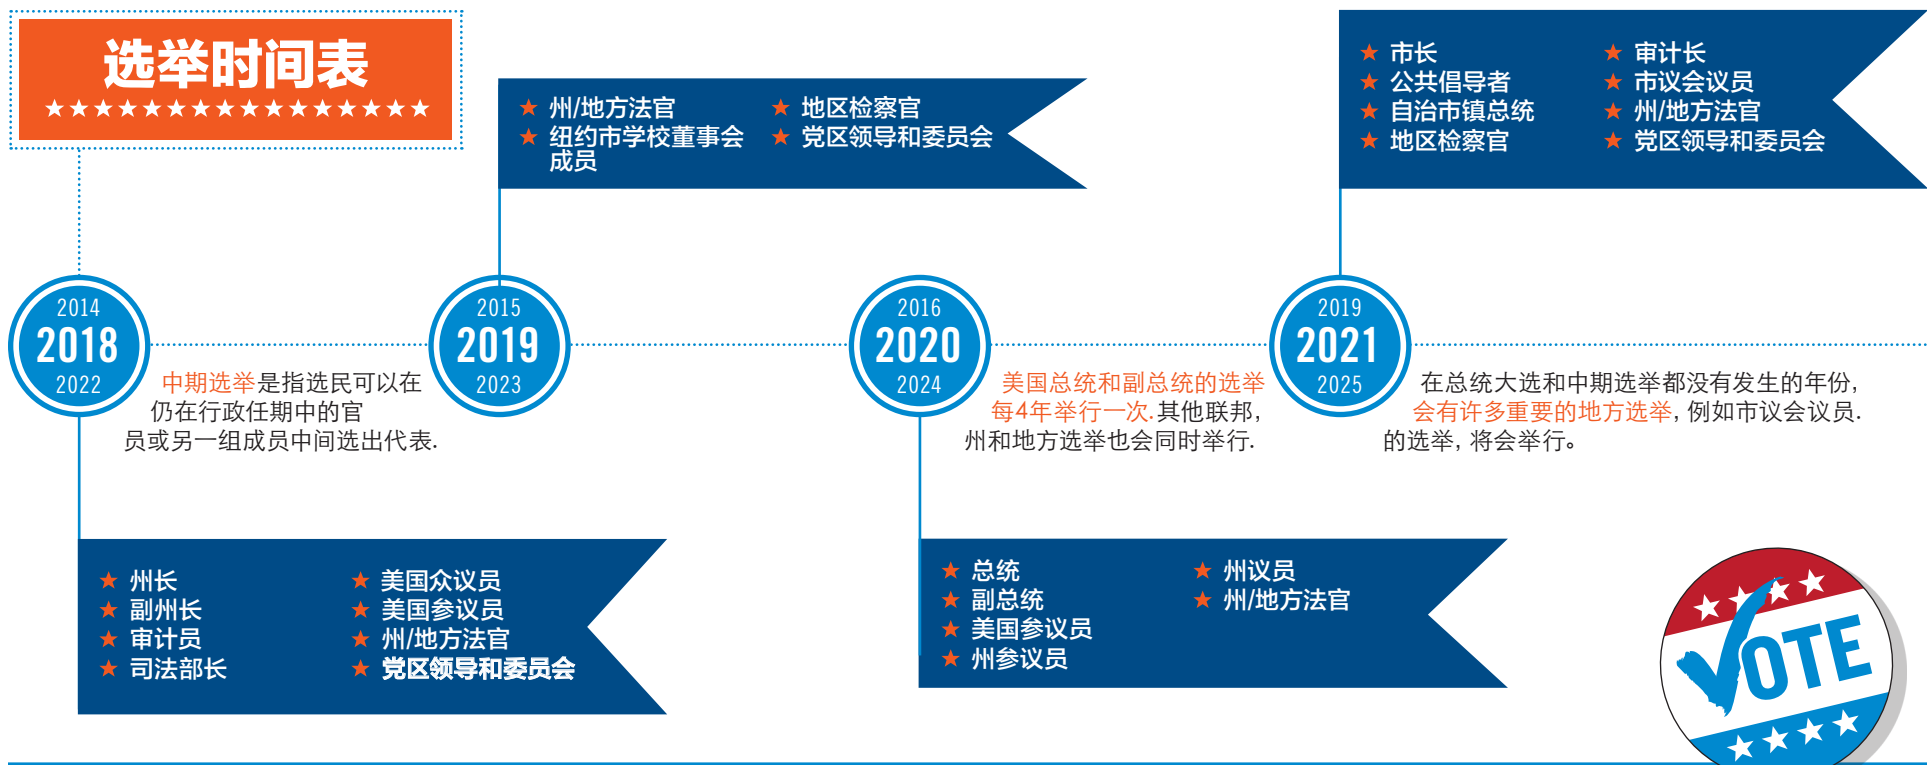 选举时间表
州/地方法官
纽约市学校董事会
成员
地区检察官
党区领导和委员会
市长
公共倡导者
自治市镇总统
地区检察官
审计长
市议会议员
州/地方法官
党区领导和委员会
2014
2018
2022
中期选举是指选民可以在
仍在行政任期中的官
员或另一组成员中间选出代表.
2015
2019
2023
2016
2020
2024
美国总统和副总统的选举
每4年举行一次.其他联邦,
州和地方选举也会同时举行.
2019
2021
2025
在总统大选和中期选举都没有发生的年份,
会有许多重要的地方选举, 例如市议会议员.
的选举, 将会举行。
州长
副州长
审计员
司法部长
美国众议员
美国参议员
州/地方法官
党区领导和委员会
总统
副总统
美国参议员
州参议员
州议员
州/地方法官
VOTE